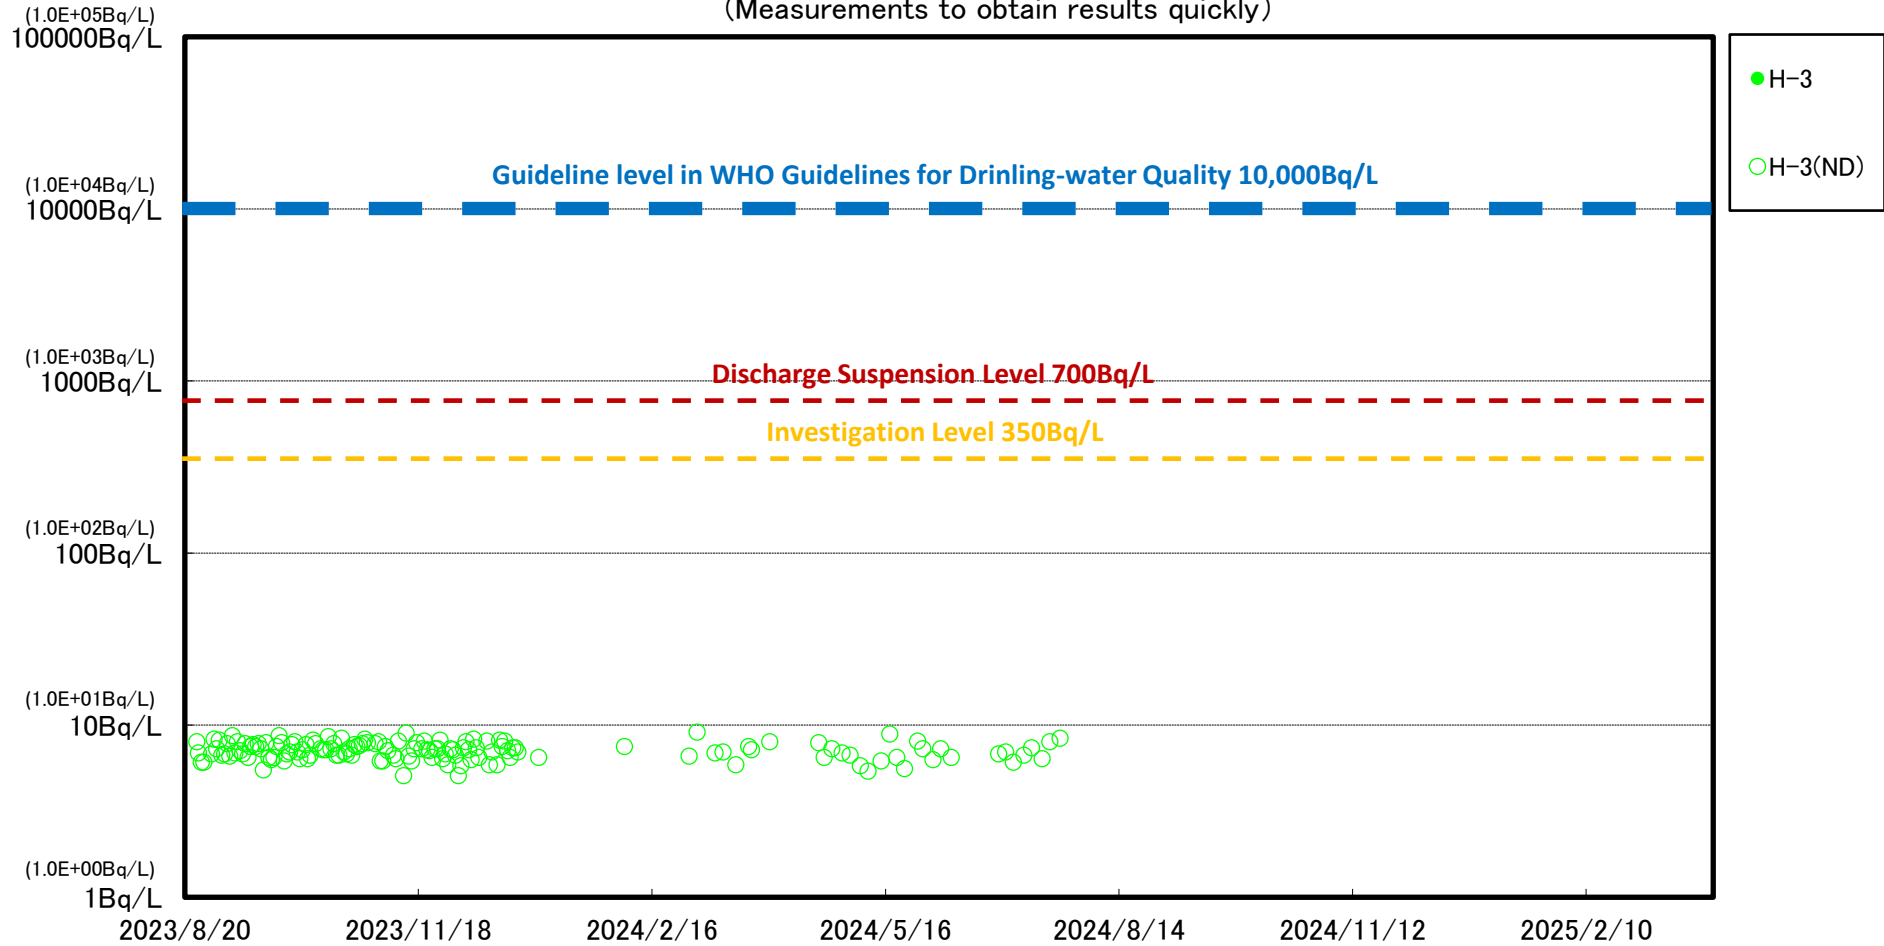 (Measurements to obtain results quickly)
(1.0E+05Bq/L)
100000Bq/L
H-3
H-3(ND)
Guideline level in WHO Guidelines for Drinling-water Quality 10,000Bq/L
(1.0E+04Bq/L)
10000Bq/L
(1.0E+03Bq/L)
1000Bq/L
Discharge Suspension Level 700Bq/L
Investigation Level 350Bq/L
(1.0E+02Bq/L)
100Bq/L
(1.0E+01Bq/L)
10Bq/L
(1.0E+00Bq/L)
1Bq/L
2023/8/20 2023/11/18 2024/2/16 2024/5/16 2024/8/14 2024/11/12 2025/2/10